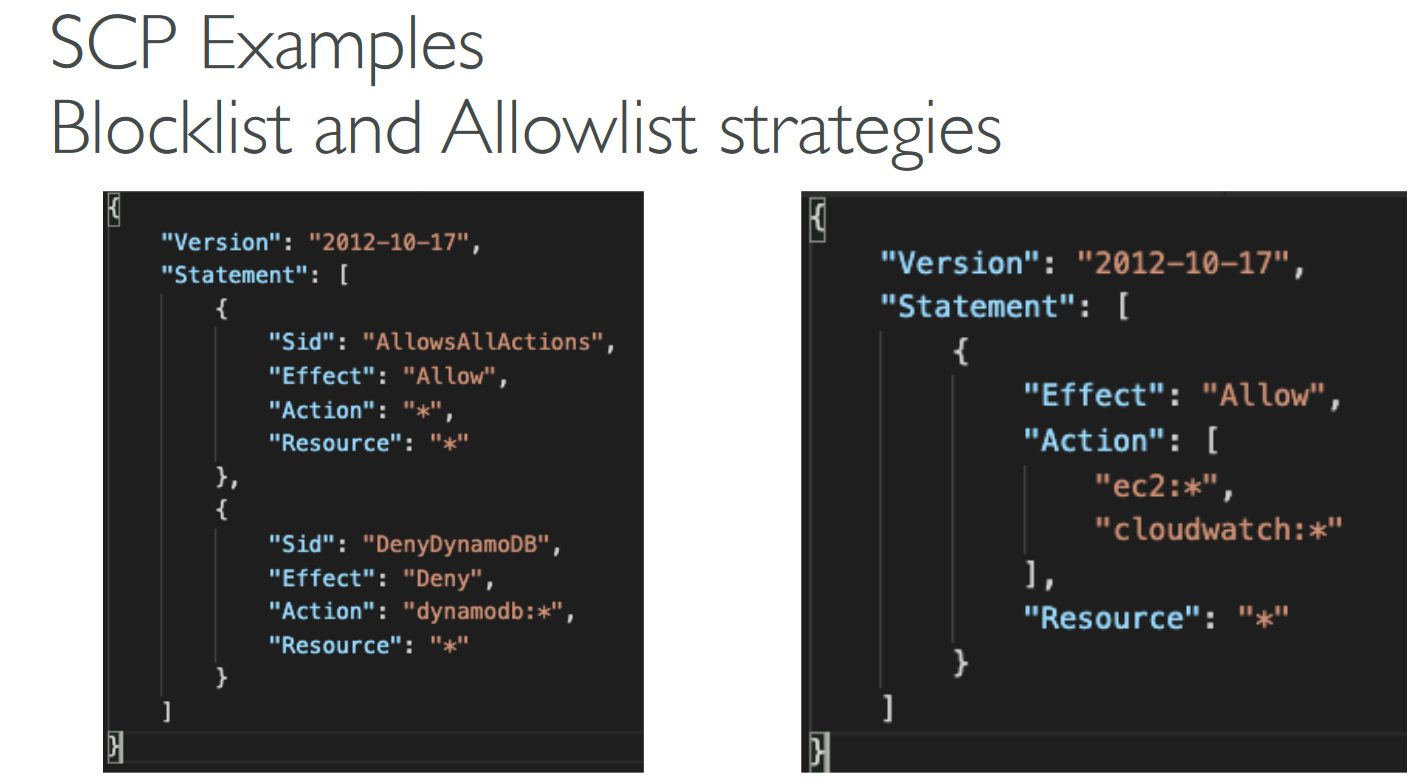 SCP Examples
Blocklist and Allowlist strategies
{
"Version": "2012-10-17",
"Statement": [
{
"Sid": "AllowsAllActions",
"Effect": "Allow",
"Action": "*",
"Resource": "*"
},
{
"Sid": "DenyDynamoDB",
"Effect": "Deny",
"Action": "dynamodb:*",
"Resource": "*"
}
]
}
{
"Version": "2012-10-17",
"Statement": [
{
"Effect": "Allow",
"Action": [
"ec2:*",
"cloudwatch:*"
],
"Resource": "*"
}
]
}